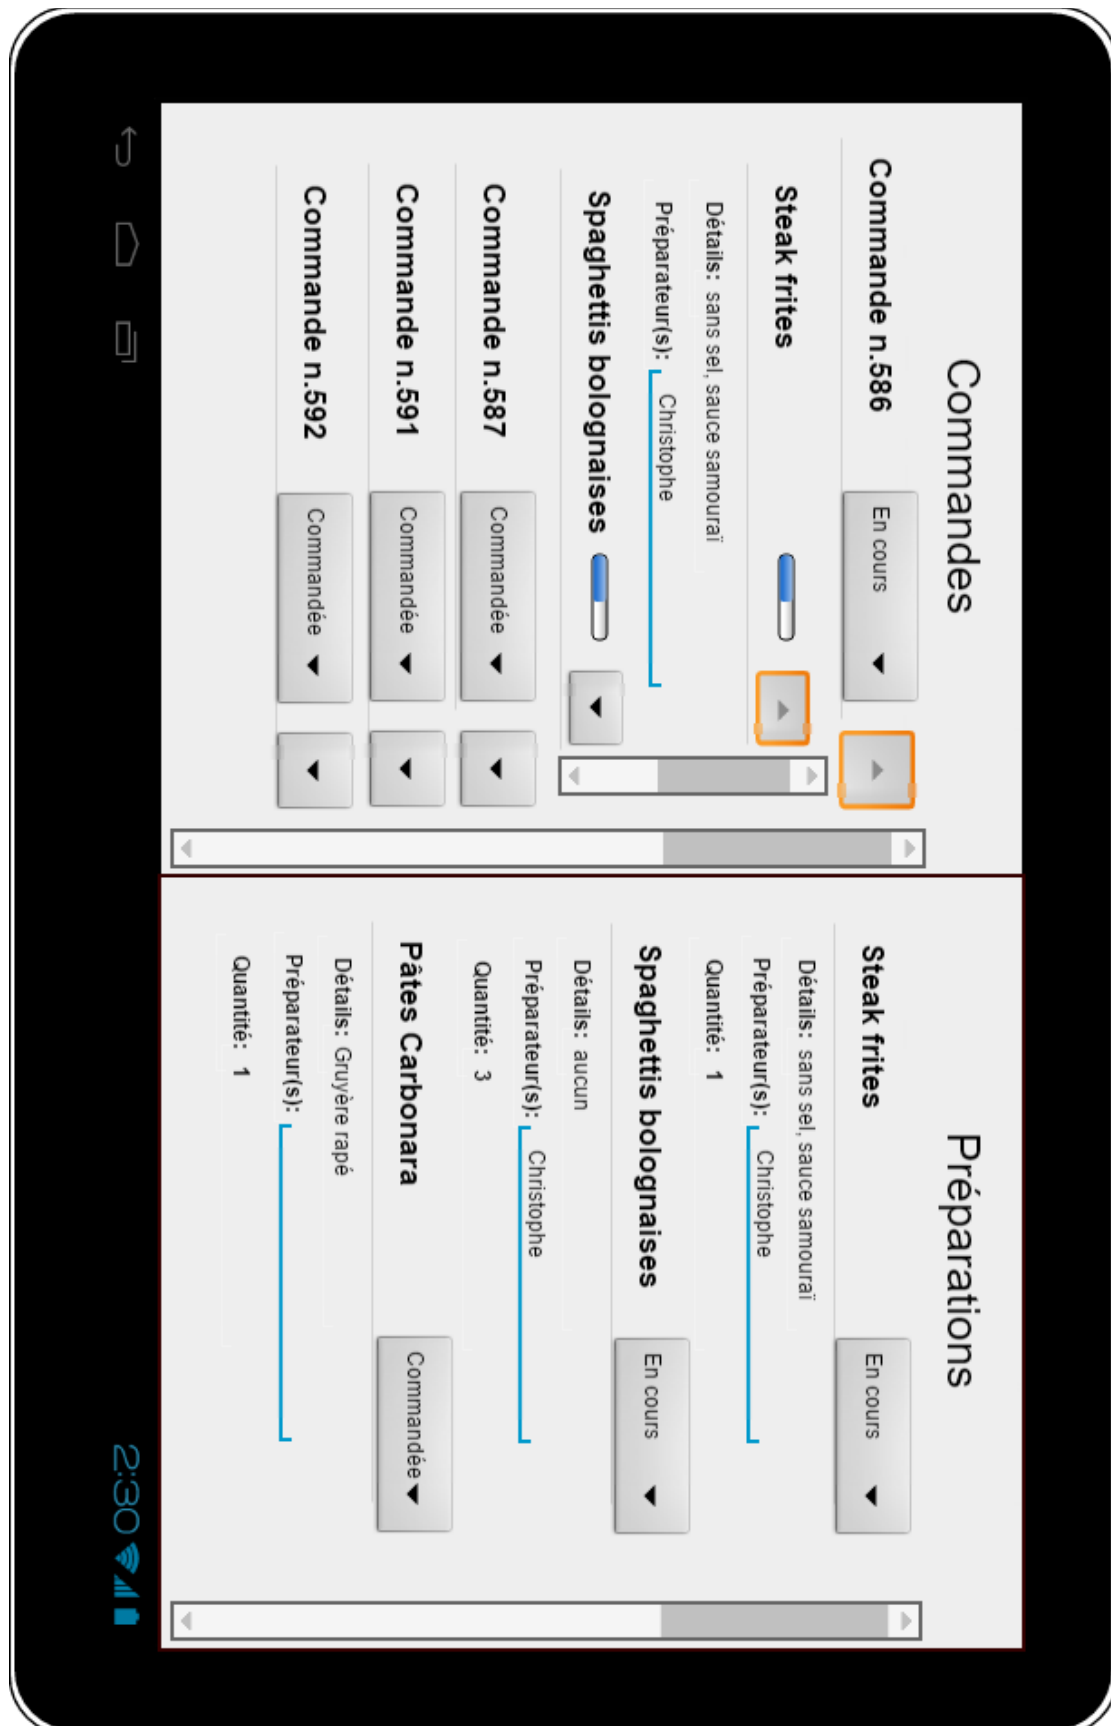 Commandes
Commande n.586 En cours
Steak frites
Détails: sans sel, sauce samouraï
Préparateur(s): Christophe
Spaghettis bolognaises
Commande n.587 Commandée
Commande n.591 Commandée
Commande n.592 Commandée
Préparations
Steak frites En cours
Détails: sans sel, sauce samouraï
Préparateur(s): Christophe
Quantité: 1
Spaghettis bolognaises En cours
Détails: aucun
Préparateur(s): Christophe
Quantité: 3
Pâtes Carbonara Commandée
Détails: Gruyère rapé
Préparateur(s):
Quantité: 1
2:30